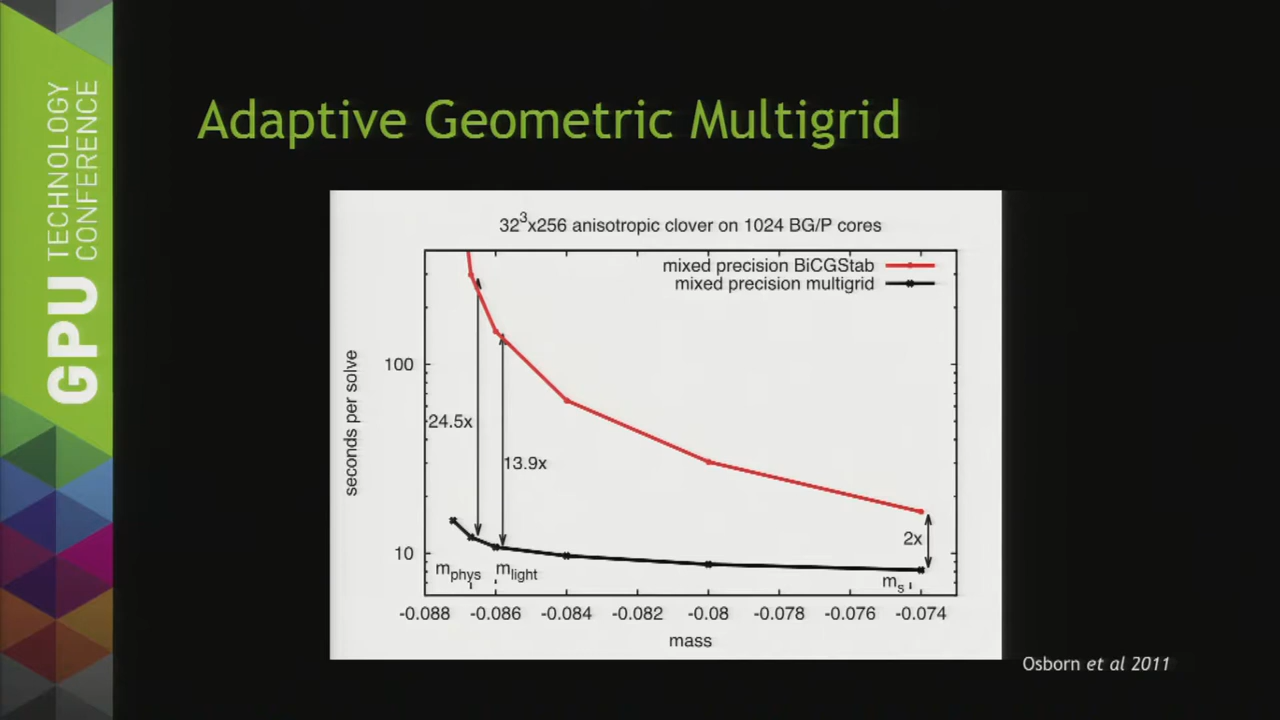 GPU TECHNOLOGY
CONFERENCE
Adaptive Geometric Multigrid
32³x256 anisotropic clover on 1024 BG/P cores
mixed precision BiCGStab
mixed precision multigrid
seconds per solve
100
10
24.5x
13.9x
2x
m_phys
m_light
m_s
-0.088 -0.086 -0.084 -0.082 -0.08 -0.078 -0.076 -0.074
mass
Osborn et al 2011